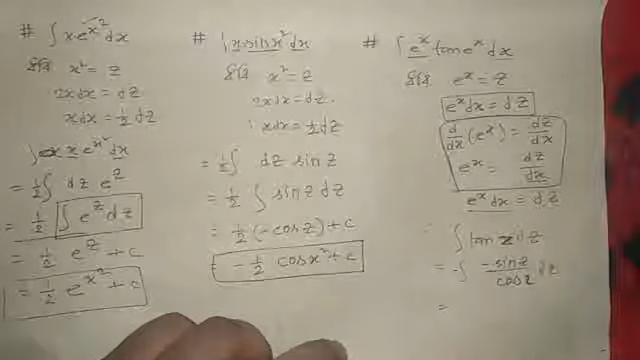 # ∫ x e^{x²} dx
ধরি x² = z
2x dx = dz
x dx = ½ dz
∫ x e^{x²} dx
= ½ ∫ dz e^z
= ½ ∫ e^z dz
= ½ e^z + c
= ½ e^{x²} + c
# ∫ x sin x² dx
ধরি x² = z
2x dx = dz.
x dx = ½ dz
= ½ ∫ dz sin z
= ½ ∫ sin z dz
= ½ (-cos z) + c
= -½ cos x² + c
# ∫ e^x tan e^x dx
ধরি e^x = z
e^x dx = dz
d/dx (e^x) = dz/dx
e^x = dz/dx
e^x dx = dz
∫ tan z dz
= -∫ -sin z/cos z dz
=